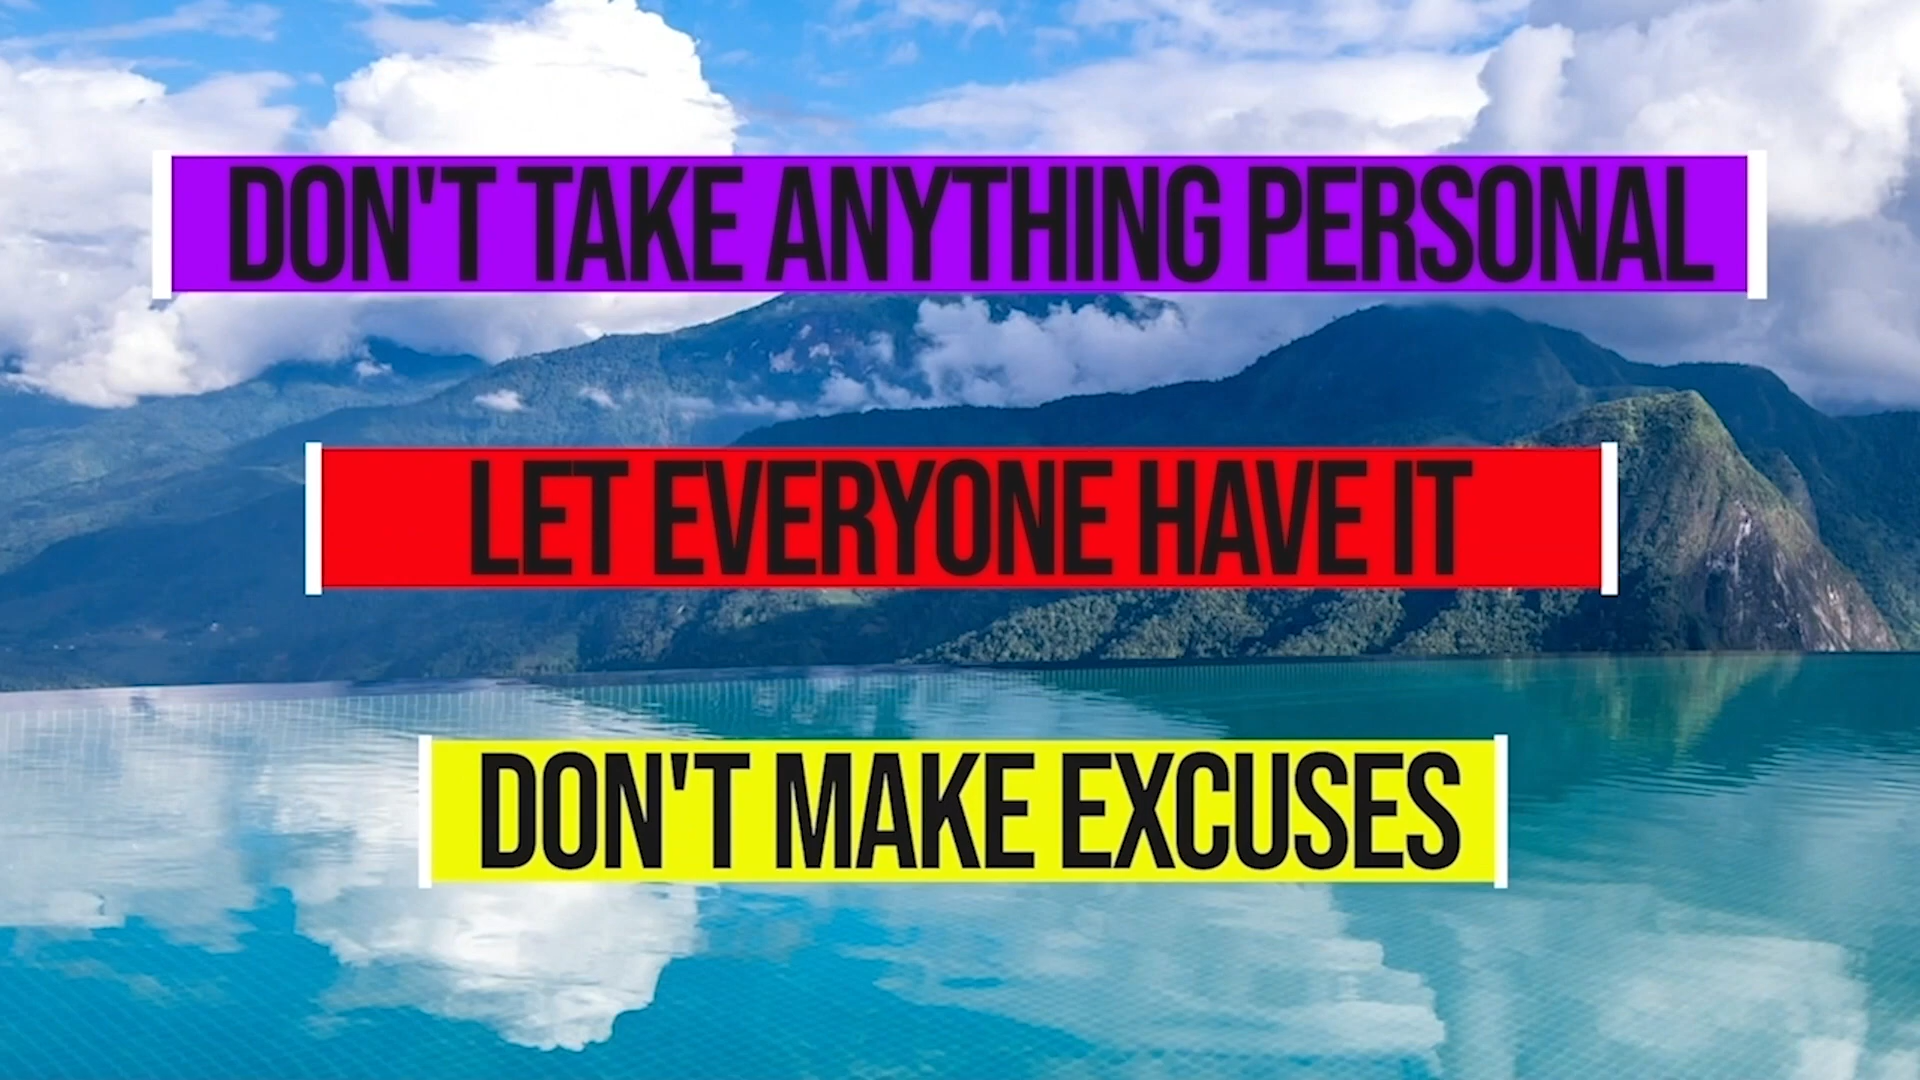 DON'T TAKE ANYTHING PERSONAL
LET EVERYONE HAVE IT
DON'T MAKE EXCUSES